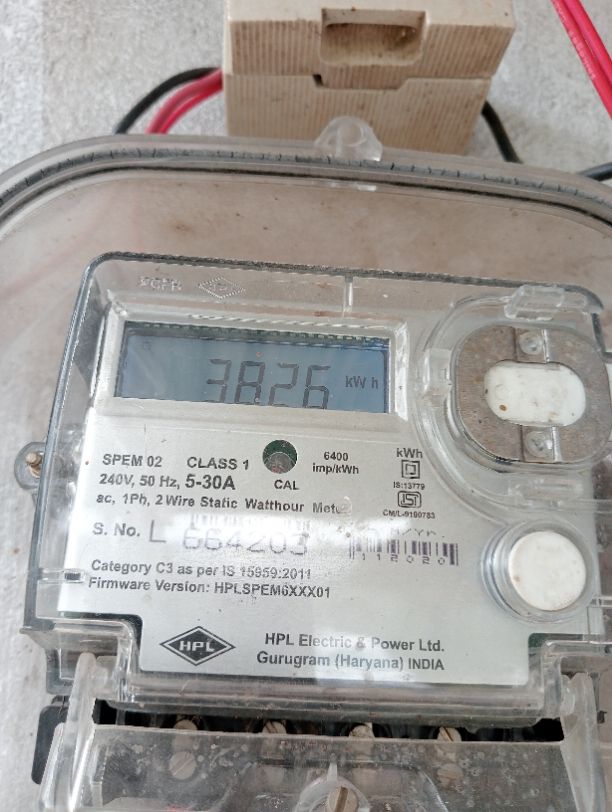 3826 kWh
SPEM 02 CLASS 1 6400 imp/kWh kWh
240V, 50 Hz, 5-30A CAL IS:13779
ac, 1Ph, 2 Wire Static Watthour CM/L-9190783
S. No. L 664203
112020
Category C3 as per IS 15959:2011
Firmware Version: HPLSPEM6XXX01
HPL HPL Electric & Power Ltd.
Gurugram (Haryana) INDIA